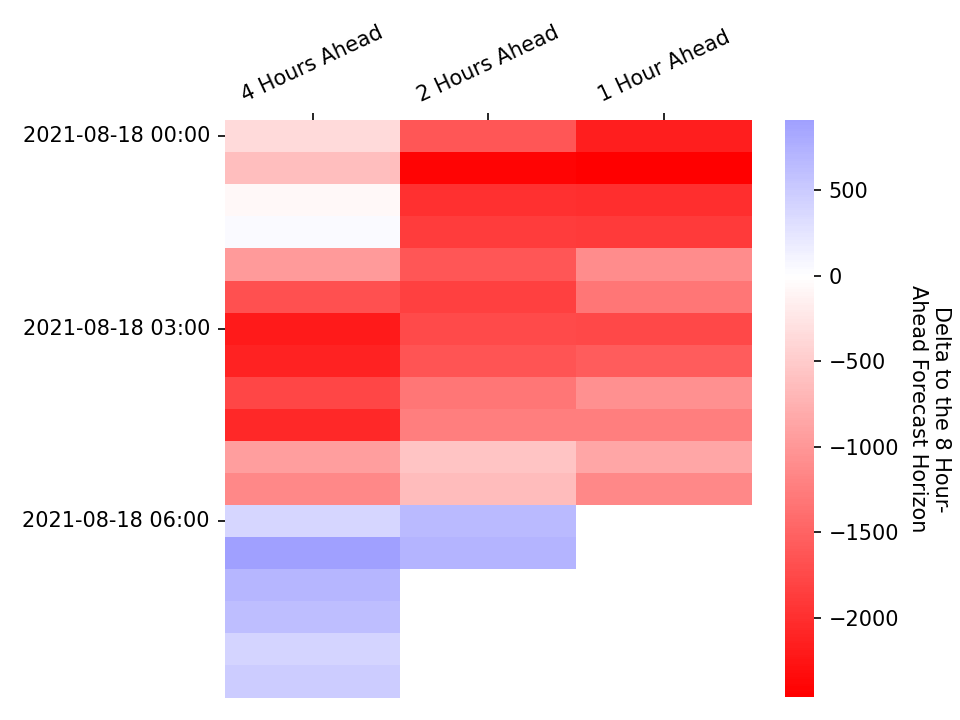 4 Hours Ahead
2 Hours Ahead
1 Hour Ahead
2021-08-18 00:00
2021-08-18 03:00
2021-08-18 06:00
500
0
−500
−1000
−1500
−2000
Delta to the 8 Hour-
Ahead Forecast Horizon